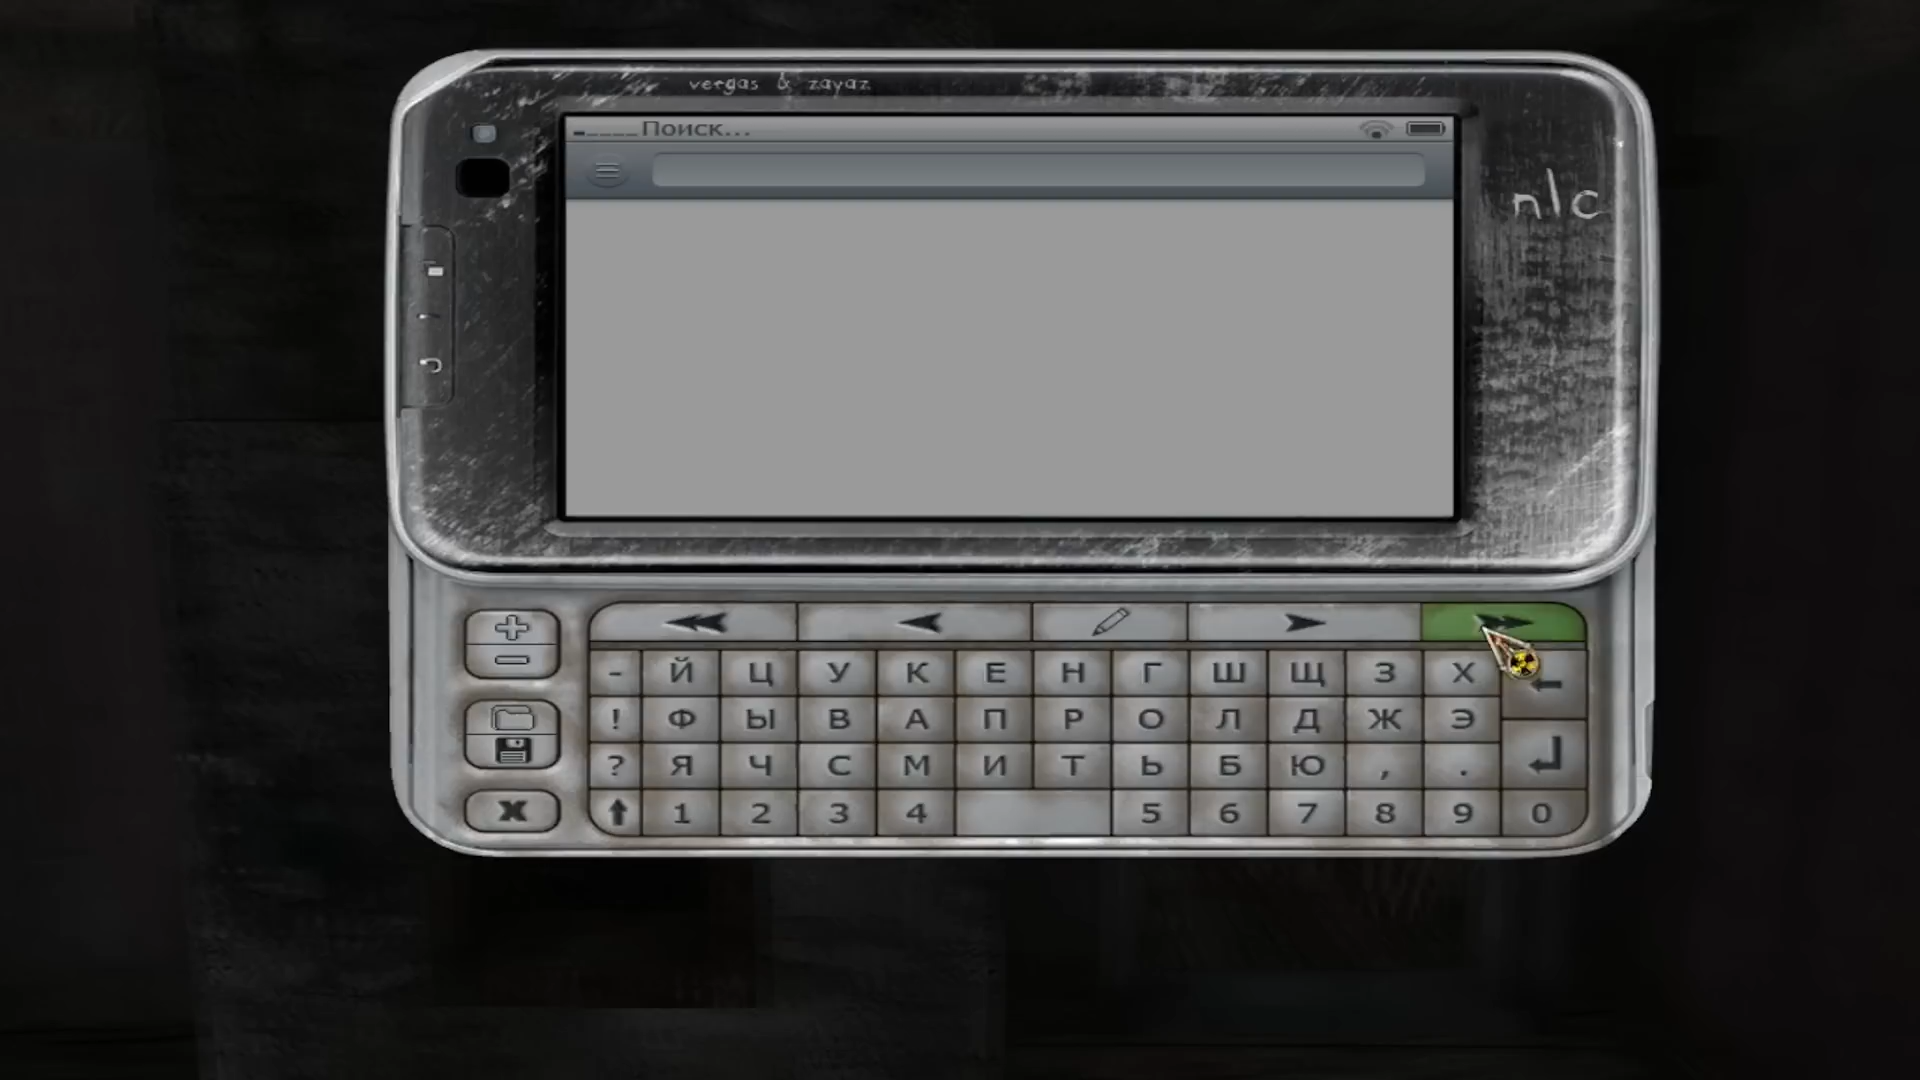 vergas & zayaz
Поиск...
nlc
- Й Ц У К Е Н Г Ш Щ З Х
! Ф Ы В А П Р О Л Д Ж Э
? Я Ч С М И Т Ь Б Ю , .
1 2 3 4 5 6 7 8 9 0